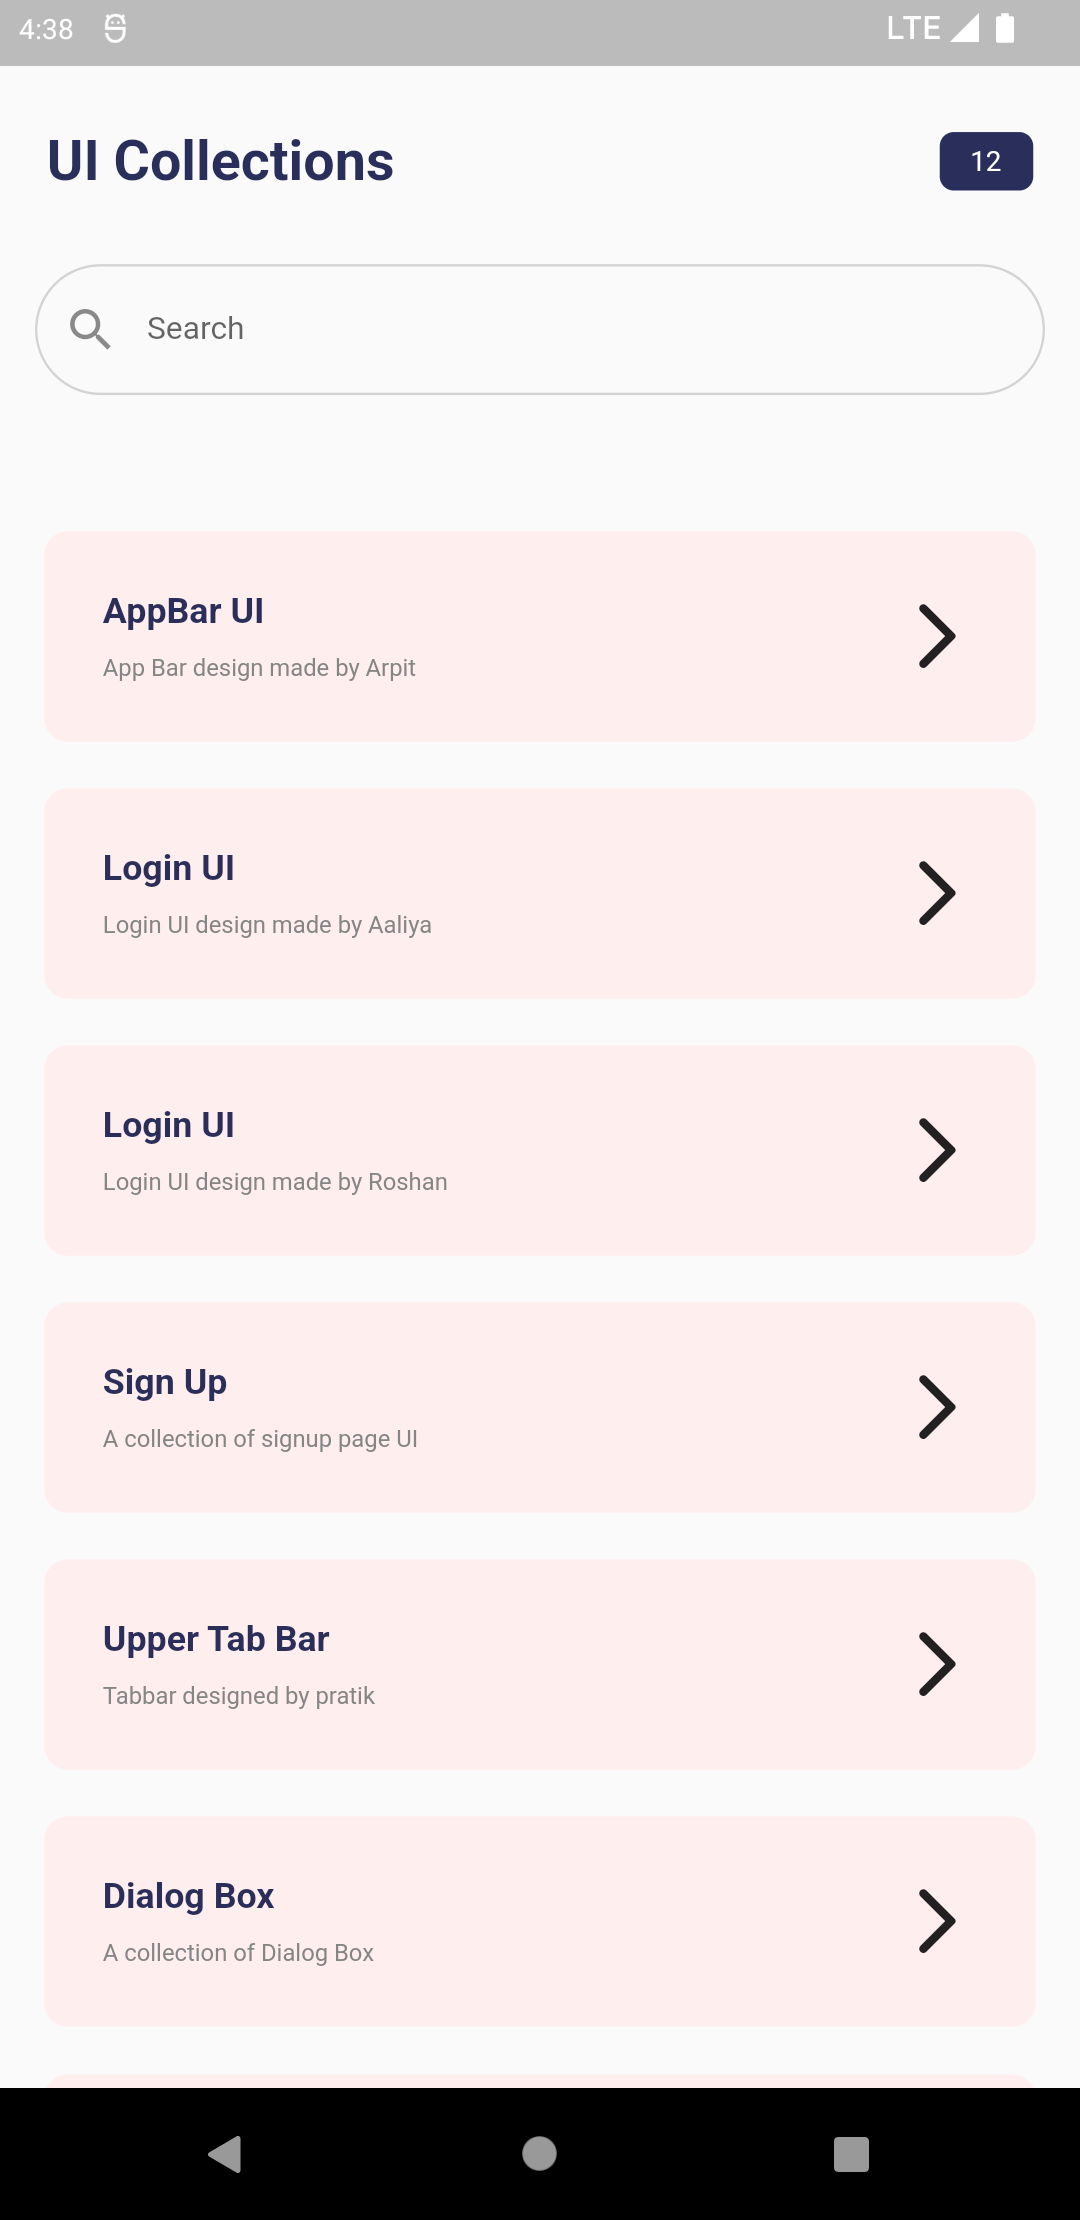 4:38 LTE
UI Collections 12
Search
AppBar UI
App Bar design made by Arpit
Login UI
Login UI design made by Aaliya
Login UI
Login UI design made by Roshan
Sign Up
A collection of signup page UI
Upper Tab Bar
Tabbar designed by pratik
Dialog Box
A collection of Dialog Box